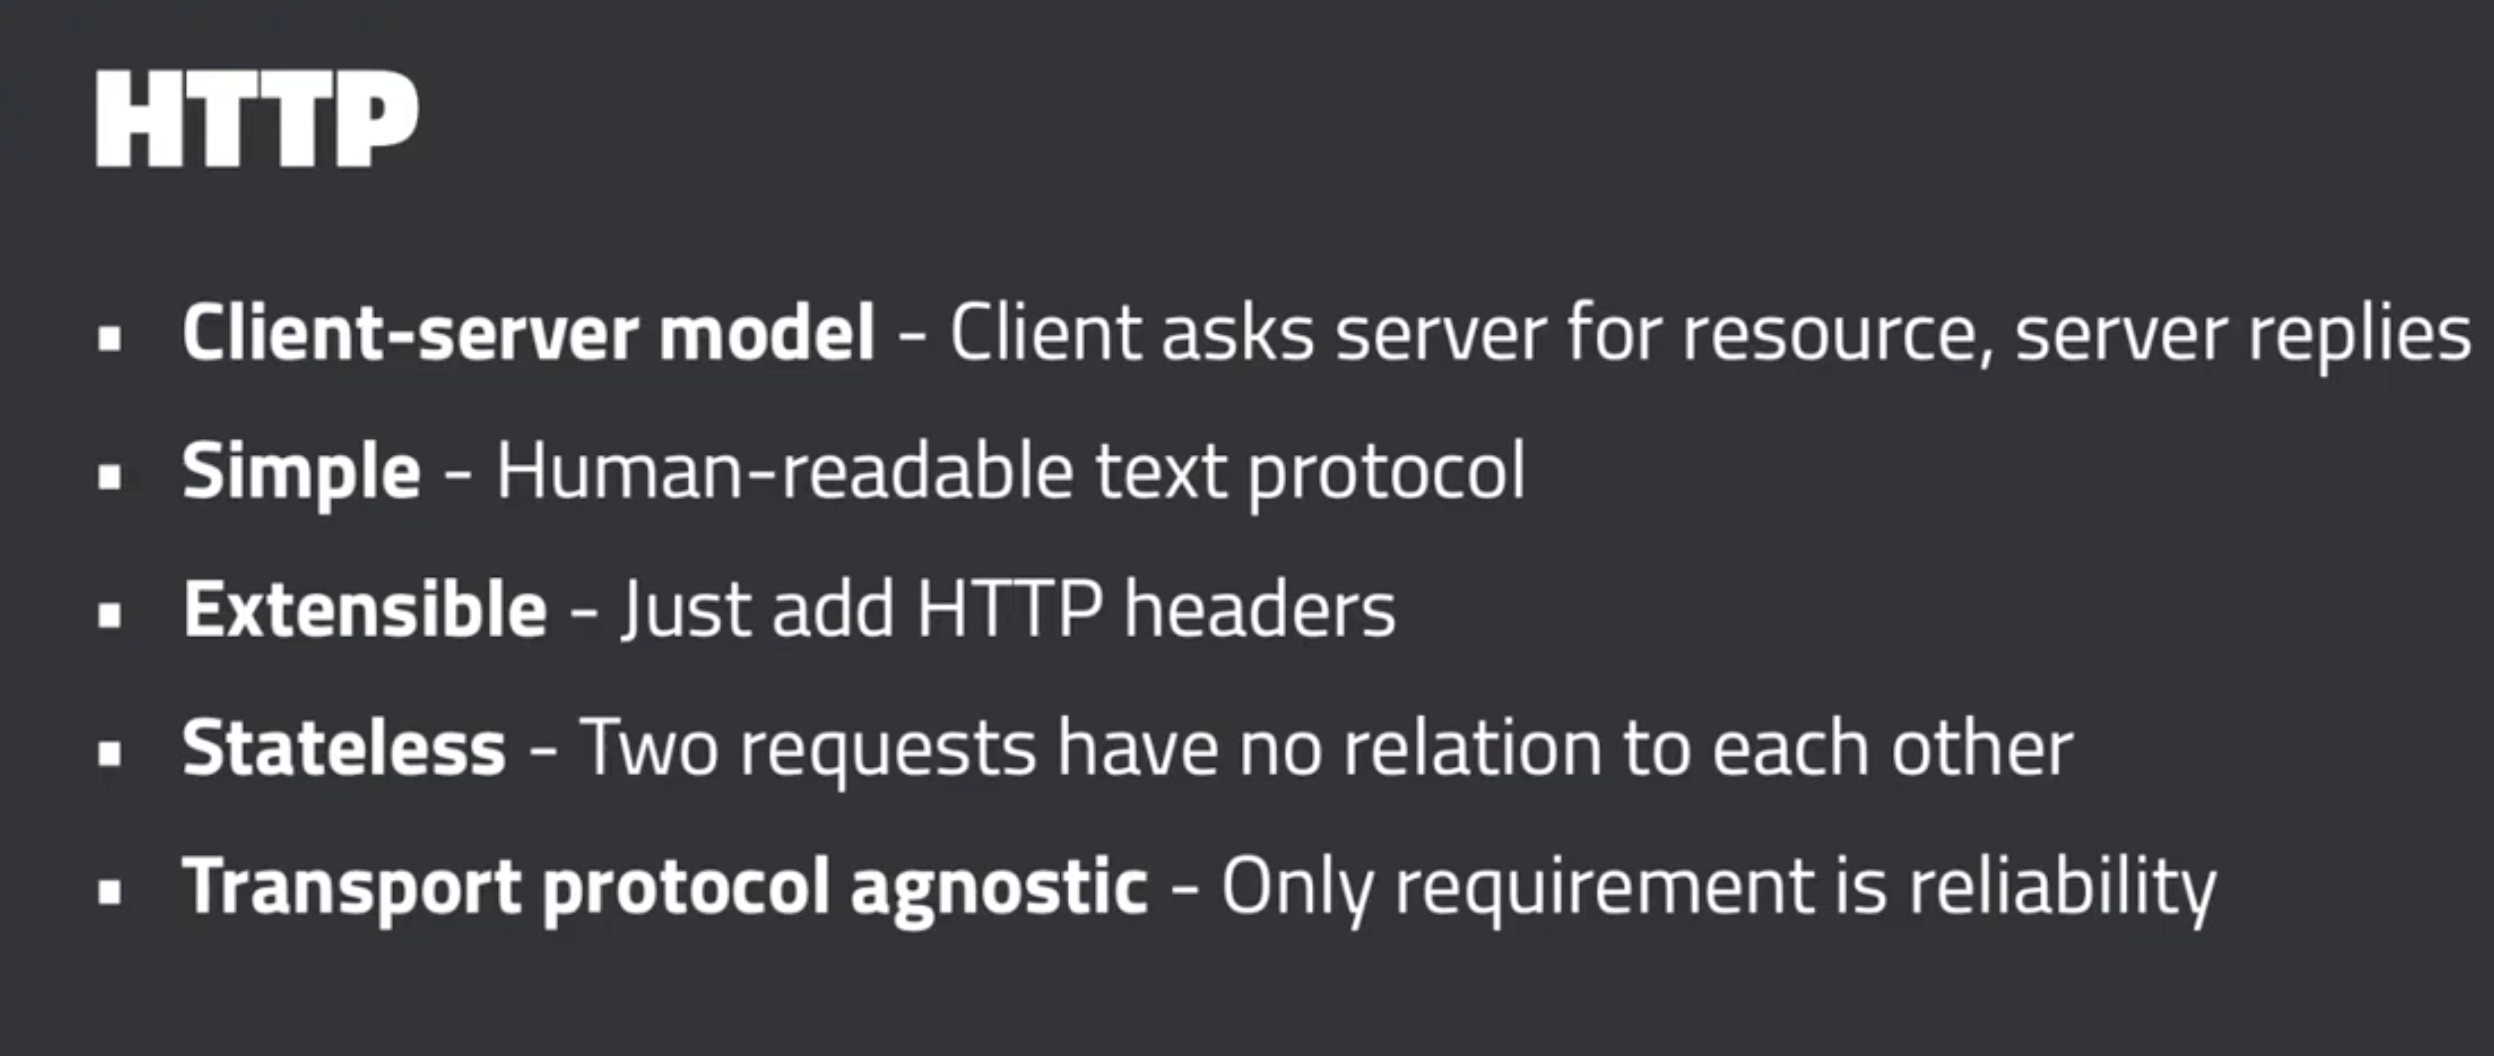 HTTP
▪ Client-server model - Client asks server for resource, server replies
▪ Simple - Human-readable text protocol
▪ Extensible - Just add HTTP headers
▪ Stateless - Two requests have no relation to each other
▪ Transport protocol agnostic - Only requirement is reliability